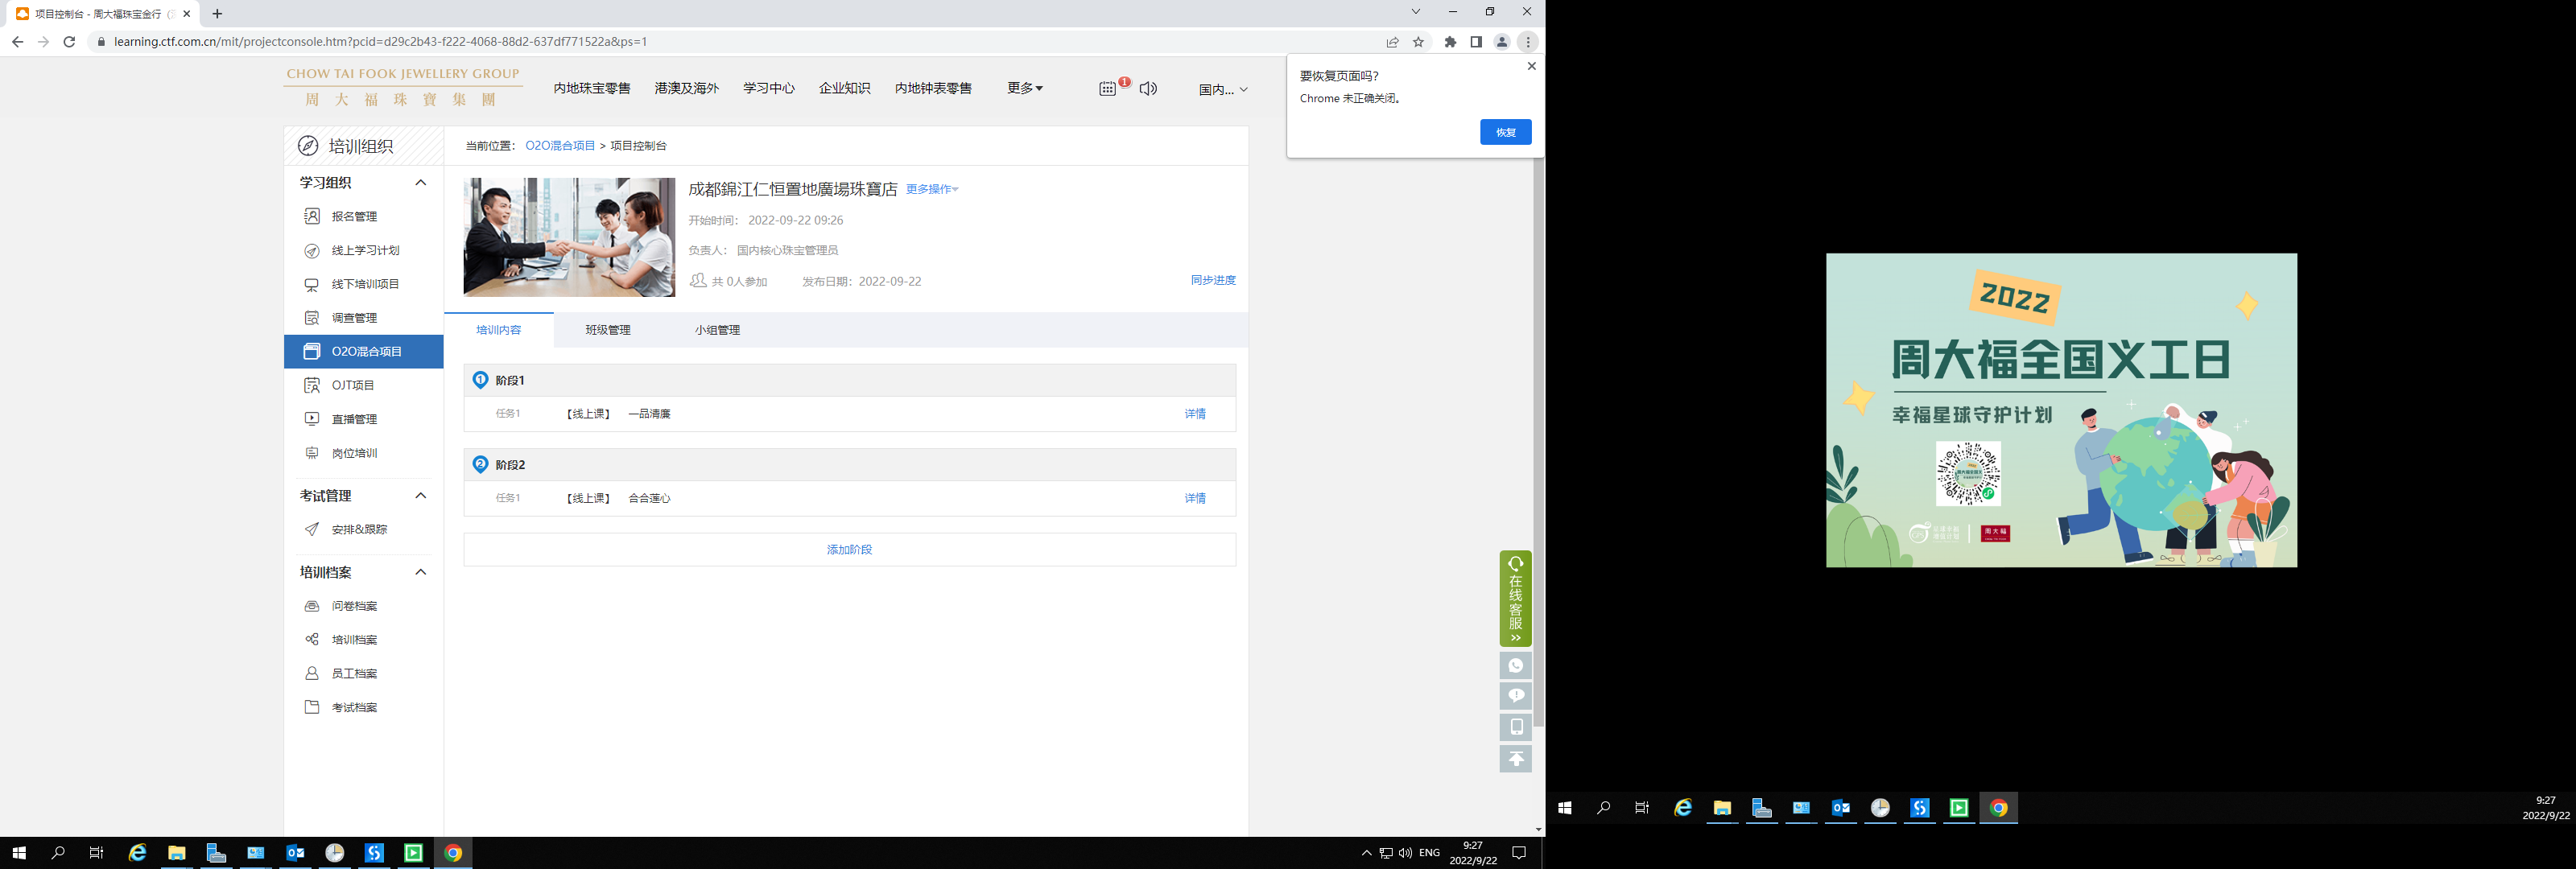 项目控制台 - 周大福珠宝金行
learning.ctf.com.cn/mit/projectconsole.htm?pcid=d29c2b43-f222-4068-88d2-637df771522a&ps=1
要恢复页面吗?
Chrome 未正确关闭。
恢复
CHOW TAI FOOK JEWELLERY GROUP
周大福珠寶集團
内地珠宝零售 港澳及海外 学习中心 企业知识 内地钟表零售 更多
1
国内...
培训组织
学习组织
报名管理
线上学习计划
线下培训项目
调查管理
O2O混合项目
OJT项目
直播管理
岗位培训
考试管理
安排&跟踪
培训档案
问卷档案
培训档案
员工档案
考试档案
当前位置: O2O混合项目 > 项目控制台
成都錦江仁恒置地廣場珠寶店 更多操作
开始时间: 2022-09-22 09:26
负责人: 国内核心珠宝管理员
共 0人参加 发布日期: 2022-09-22
同步进度
培训内容 班级管理 小组管理
1 阶段1
任务1 【线上课】 一品清廉 详情
2 阶段2
任务1 【线上课】 合合莲心 详情
添加阶段
在线客服
ENG
9:27
2022/9/22
2022
周大福全国义工日
幸福星球守护计划
周大福
9:27
2022/9/22